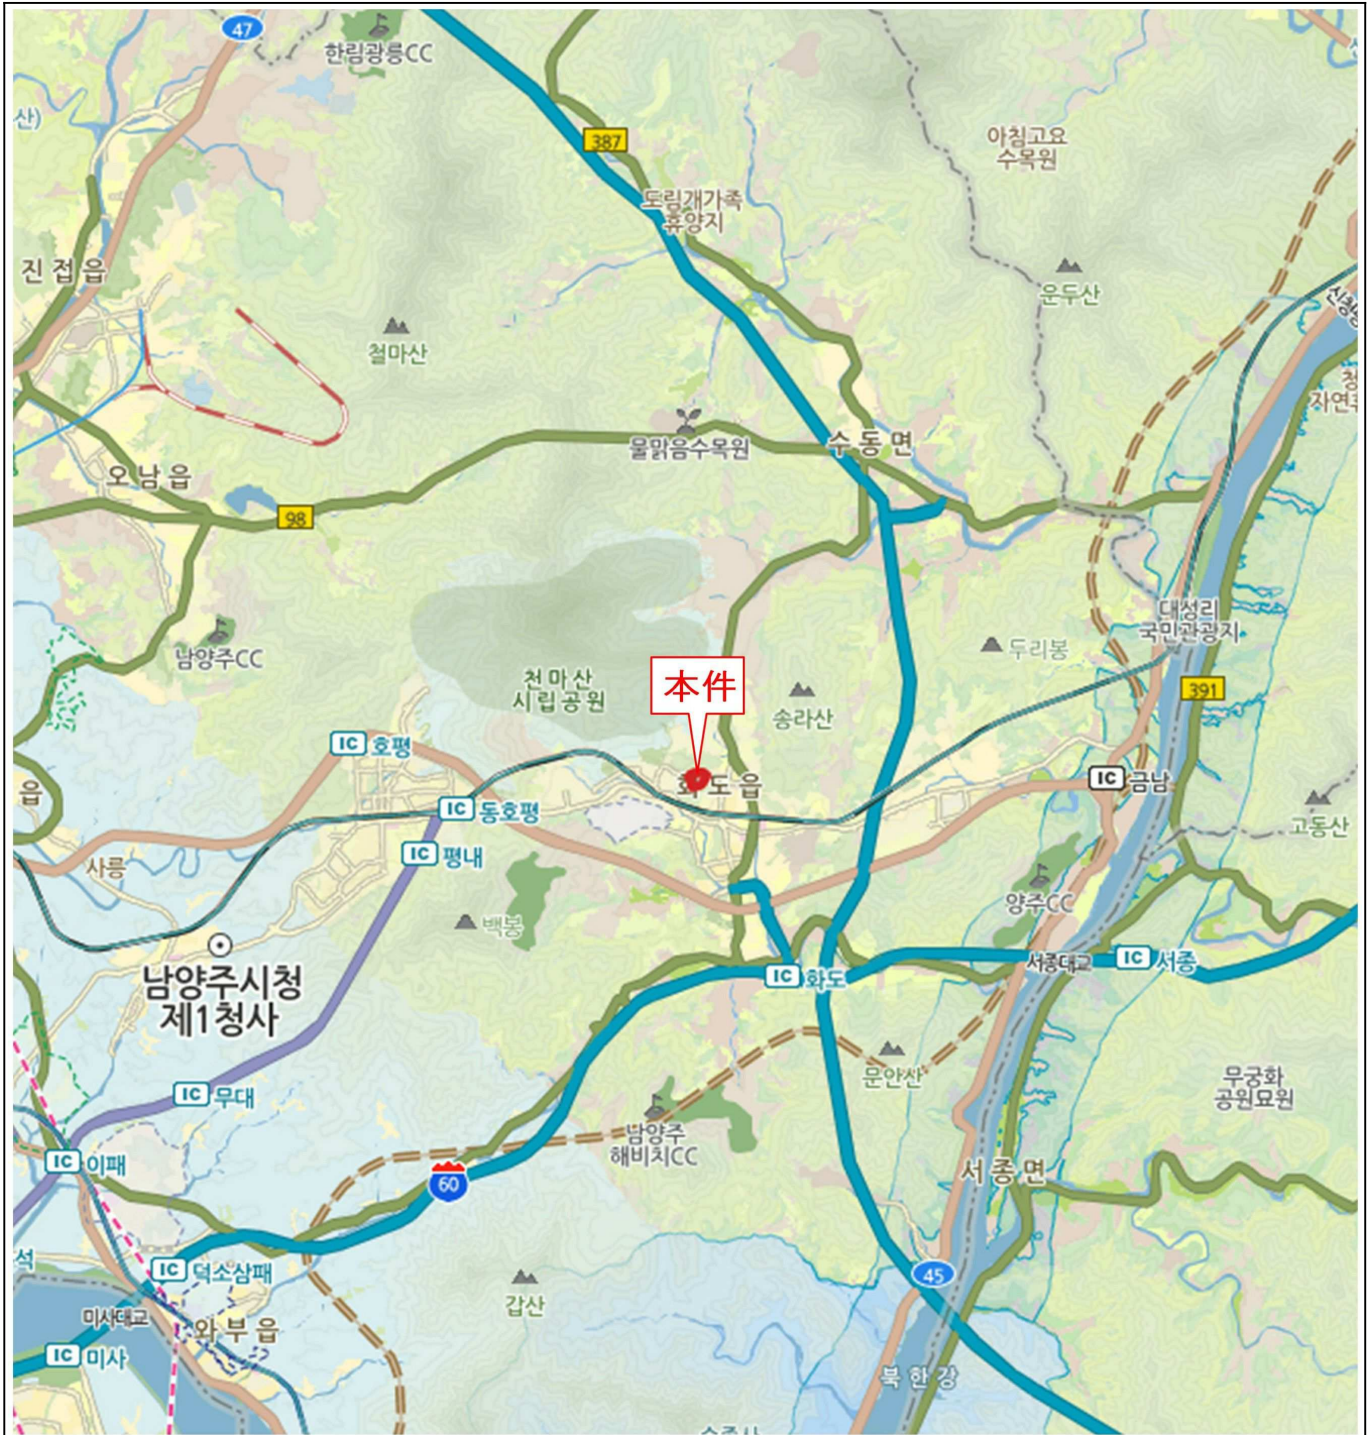 47
한림광릉CC
산)
387
아침고요
수목원
도림개가족
휴양지
진접읍
운두산
철마산
자연휴
물맑음수목원
수동면
오남읍
98
대성리
국민관광지
남양주CC
두리봉
천마산
시립공원
本件
391
송라산
IC 호평
화도읍
IC 금남
읍
IC 동호평
고동산
IC 평내
사릉
양주CC
백봉
서종대교
IC 서종
남양주시청
제1청사
IC 화도
문안산
무궁화
공원묘원
IC 무대
남양주
해비치CC
IC 이패
서종면
60
석
IC 덕소삼패
45
갑산
미사대교
와부읍
IC 미사
북한강